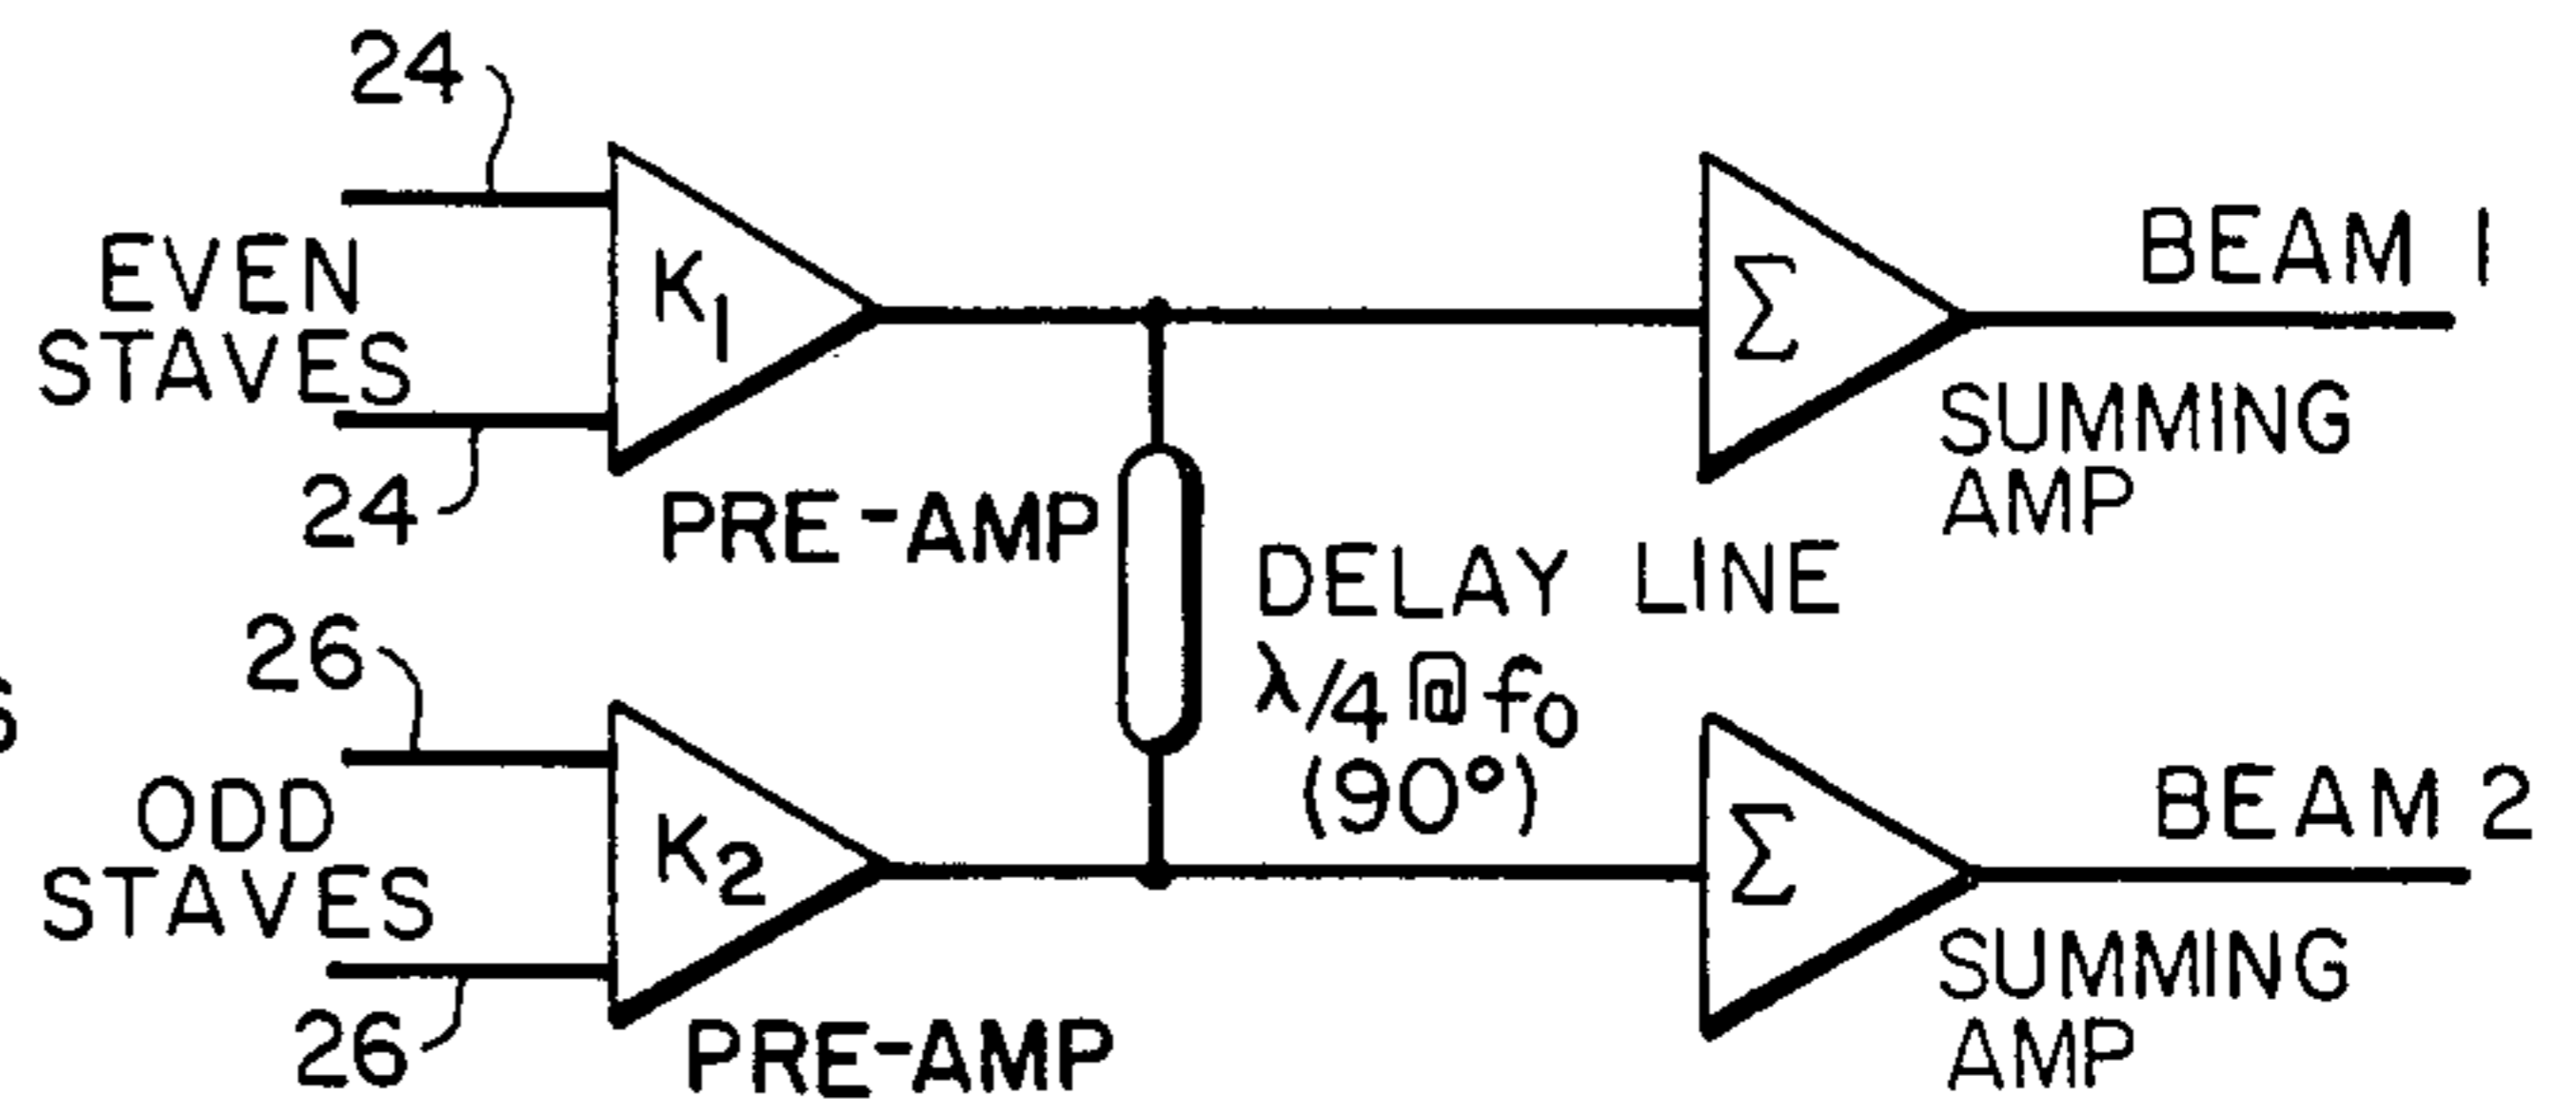 24
EVEN
STAVES
24
K1
PRE-AMP
Σ
BEAM 1
SUMMING
AMP
DELAY LINE
λ/4 @ f0
(90°)
26
ODD
STAVES
26
K2
PRE-AMP
Σ
BEAM 2
SUMMING
AMP